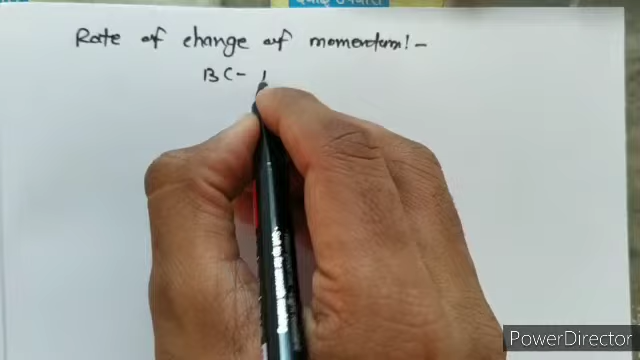 Rate of change of momentum:-
BC-
PowerDirector